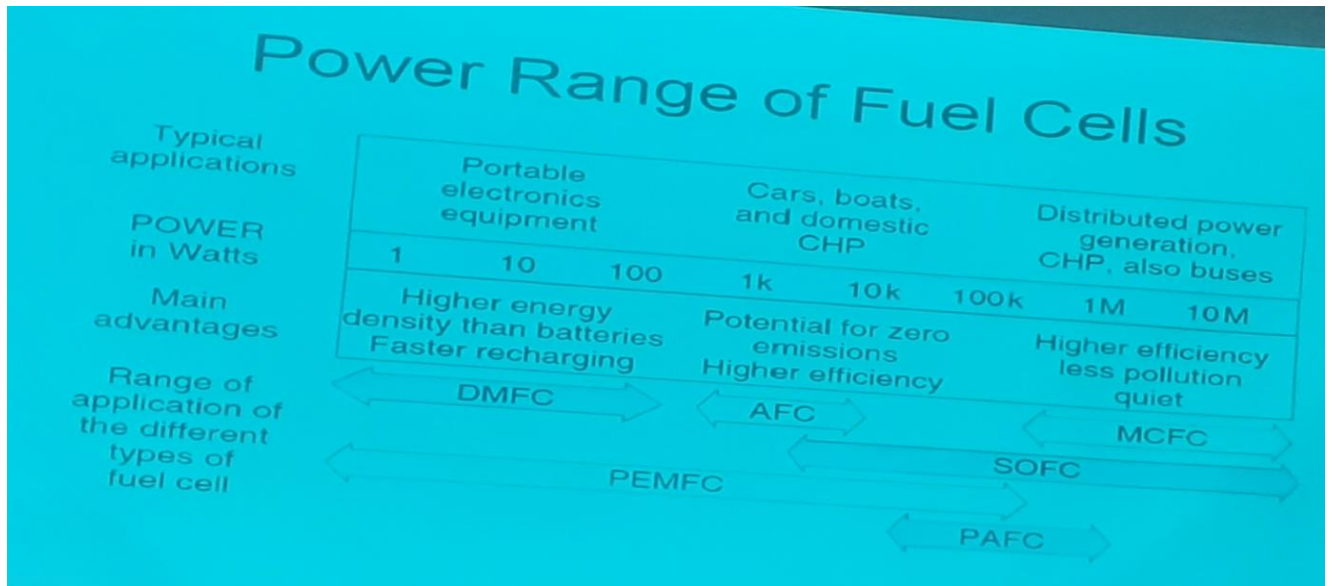 Power Range of Fuel Cells
Typical
applications
Portable
electronics
equipment
Cars, boats,
and domestic
CHP
Distributed power
generation,
CHP, also buses
POWER
in Watts
1 10 100 1k 10k 100k 1M 10M
Main
advantages
Higher energy
density than batteries
Faster recharging
Potential for zero
emissions
Higher efficiency
Higher efficiency
less pollution
quiet
Range of
application of
the different
types of
fuel cell
DMFC
AFC
MCFC
SOFC
PEMFC
PAFC